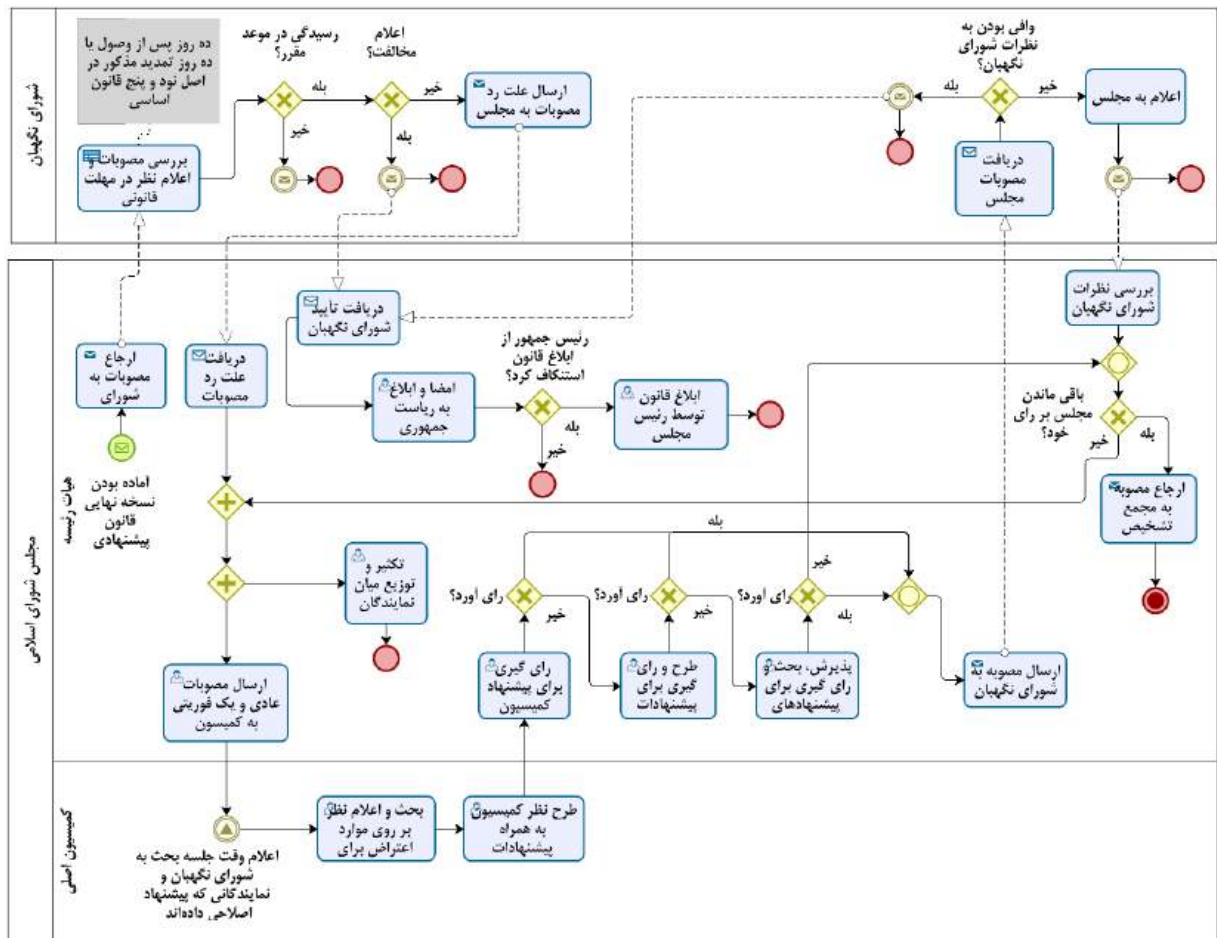 شورای نگهبان
ده روز پس از وصول یا
ده روز تمدید مذکور در
اصل نود و پنج قانون
اساسی
بررسی مصوبات و
اعلام نظر در مهلت
قانونی
رسیدگی در موعد
مقرر؟
بله
خیر
اعلام
مخالفت؟
خیر
بله
ارسال علت رد
مصوبات به مجلس
وافی بودن به
نظرات شورای
نگهبان؟
بله
خیر
اعلام به مجلس
دریافت
مصوبات
مجلس
مجلس شورای اسلامی
هیات رئیسه
ارجاع
مصوبات به
شورای
آماده بودن
نسخه نهایی
قانون
پیشنهادی
دریافت
علت رد
مصوبات
دریافت تأیید
شورای نگهبان
امضا و ابلاغ
به ریاست
جمهوری
رئیس جمهور از
ابلاغ قانون
استنکاف کرد؟
بله
خیر
ابلاغ قانون
توسط رئیس
مجلس
بررسی نظرات
شورای نگهبان
باقی ماندن
مجلس بر رای
خود؟
خیر
بله
ارجاع مصوبه
به مجمع
تشخیص
تکثیر و
توزیع میان
نمایندگان
ارسال مصوبات
عادی و یک فوریتی
به کمیسون
رای آورد؟
خیر
رای آورد؟
خیر
رای آورد؟
خیر
بله
بله
رای گیری
برای
پیشنهاد
کمیسیون
طرح و رای
گیری برای
پیشنهادات
پذیرش، بحث و
رای گیری برای
پیشنهادهای
ارسال مصوبه به
شورای نگهبان
کمیسیون اصلی
اعلام وقت جلسه بحث به
شورای نگهبان و
نمایندگانی که پیشنهاد
اصلاحی داده‌اند
بحث و اعلام نظر
بر روی موارد
اعتراض برای
طرح نظر کمیسیون
به همراه
پیشنهادات